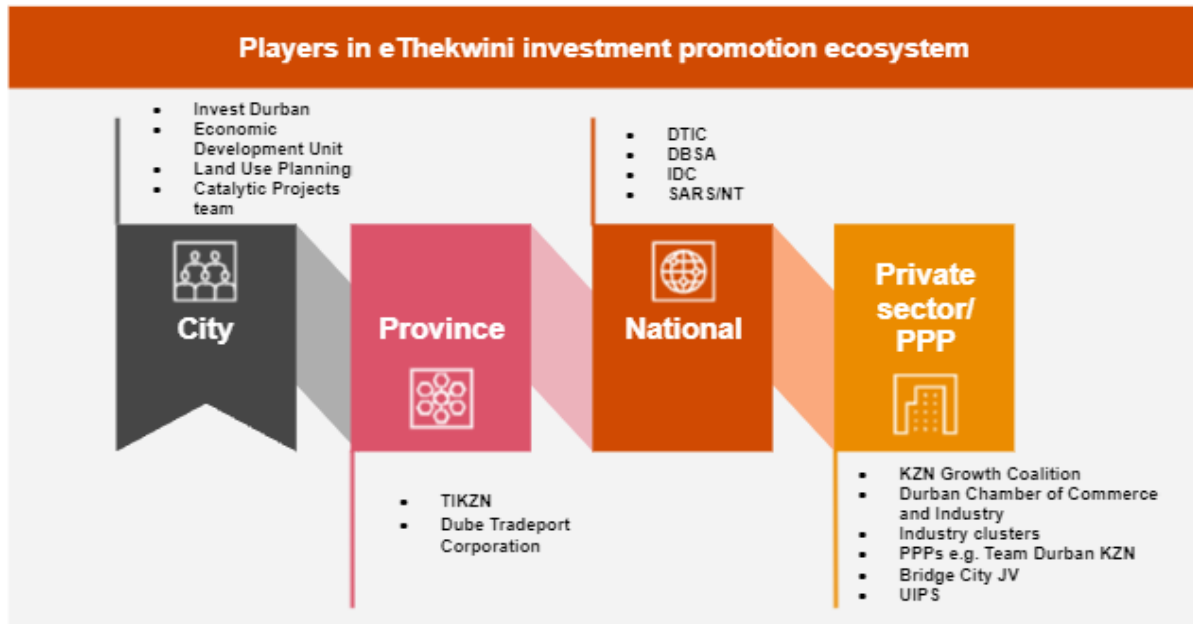 Players in eThekwini investment promotion ecosystem
• Invest Durban
• Economic
Development Unit
• Land Use Planning
• Catalytic Projects
team
City
Province
• TIKZN
• Dube Tradeport
Corporation
• DTIC
• DBSA
• IDC
• SARS/NT
National
Private
sector/
PPP
• KZN Growth Coalition
• Durban Chamber of Commerce
and Industry
• Industry clusters
• PPPs e.g. Team Durban KZN
• Bridge City JV
• UIPS